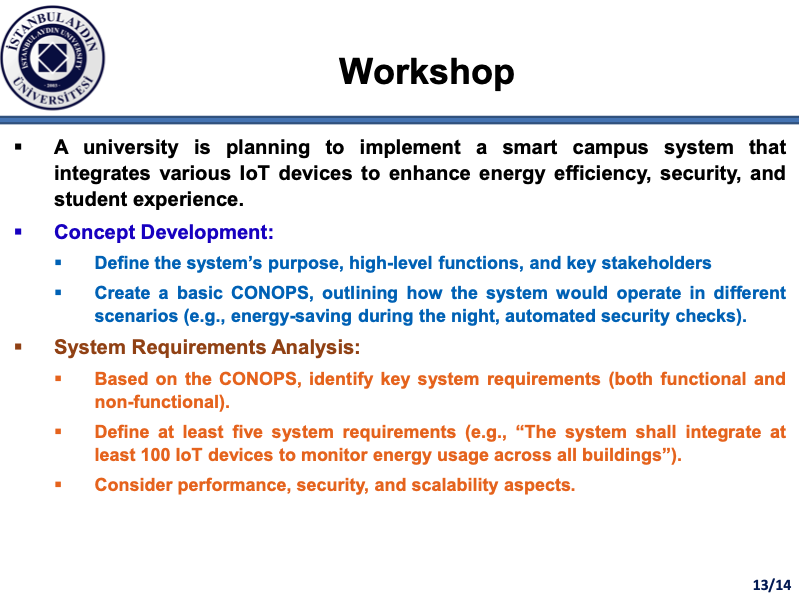 İSTANBUL AYDIN
ÜNİVERSİTESİ
ISTANBUL AYDIN UNIVERSITY
Workshop
▪ A university is planning to implement a smart campus system that
integrates various IoT devices to enhance energy efficiency, security, and
student experience.
▪ Concept Development:
▪ Define the system’s purpose, high-level functions, and key stakeholders
▪ Create a basic CONOPS, outlining how the system would operate in different
scenarios (e.g., energy-saving during the night, automated security checks).
▪ System Requirements Analysis:
▪ Based on the CONOPS, identify key system requirements (both functional and
non-functional).
▪ Define at least five system requirements (e.g., “The system shall integrate at
least 100 IoT devices to monitor energy usage across all buildings”).
▪ Consider performance, security, and scalability aspects.
13/14